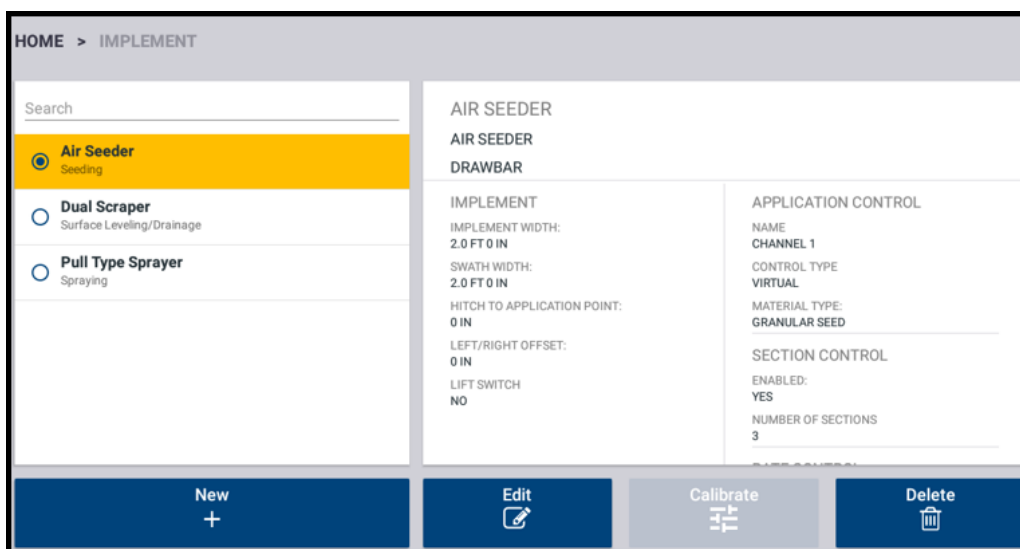 HOME > IMPLEMENT
Search
Air Seeder
Seeding
Dual Scraper
Surface Leveling/Drainage
Pull Type Sprayer
Spraying
AIR SEEDER
AIR SEEDER
DRAWBAR
IMPLEMENT
IMPLEMENT WIDTH:
2.0 FT 0 IN
SWATH WIDTH:
2.0 FT 0 IN
HITCH TO APPLICATION POINT:
0 IN
LEFT/RIGHT OFFSET:
0 IN
LIFT SWITCH
NO
APPLICATION CONTROL
NAME
CHANNEL 1
CONTROL TYPE
VIRTUAL
MATERIAL TYPE:
GRANULAR SEED
SECTION CONTROL
ENABLED:
YES
NUMBER OF SECTIONS
3
New
Edit
Calibrate
Delete